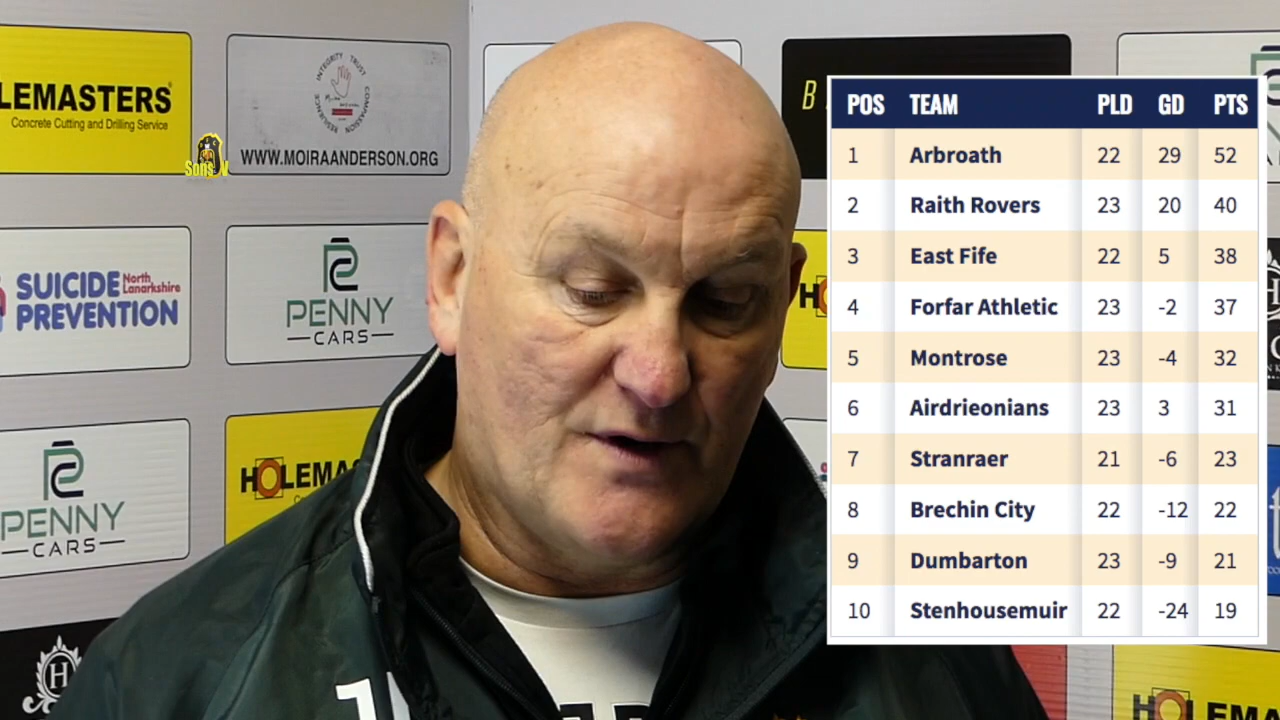 LEMASTERS
Concrete Cutting and Drilling Service
INTEGRITY TRUST COMPASSION
WWW.MOIRAANDERSON.ORG
B
SUICIDE North Lanarkshire
PREVENTION
PENNY
CARS
PENNY
CARS
HOLEMA
H
POS TEAM PLD GD PTS
1 Arbroath 22 29 52
2 Raith Rovers 23 20 40
3 East Fife 22 5 38
4 Forfar Athletic 23 -2 37
5 Montrose 23 -4 32
6 Airdrieonians 23 3 31
7 Stranraer 21 -6 23
8 Brechin City 22 -12 22
9 Dumbarton 23 -9 21
10 Stenhousemuir 22 -24 19
H
HOLEMA